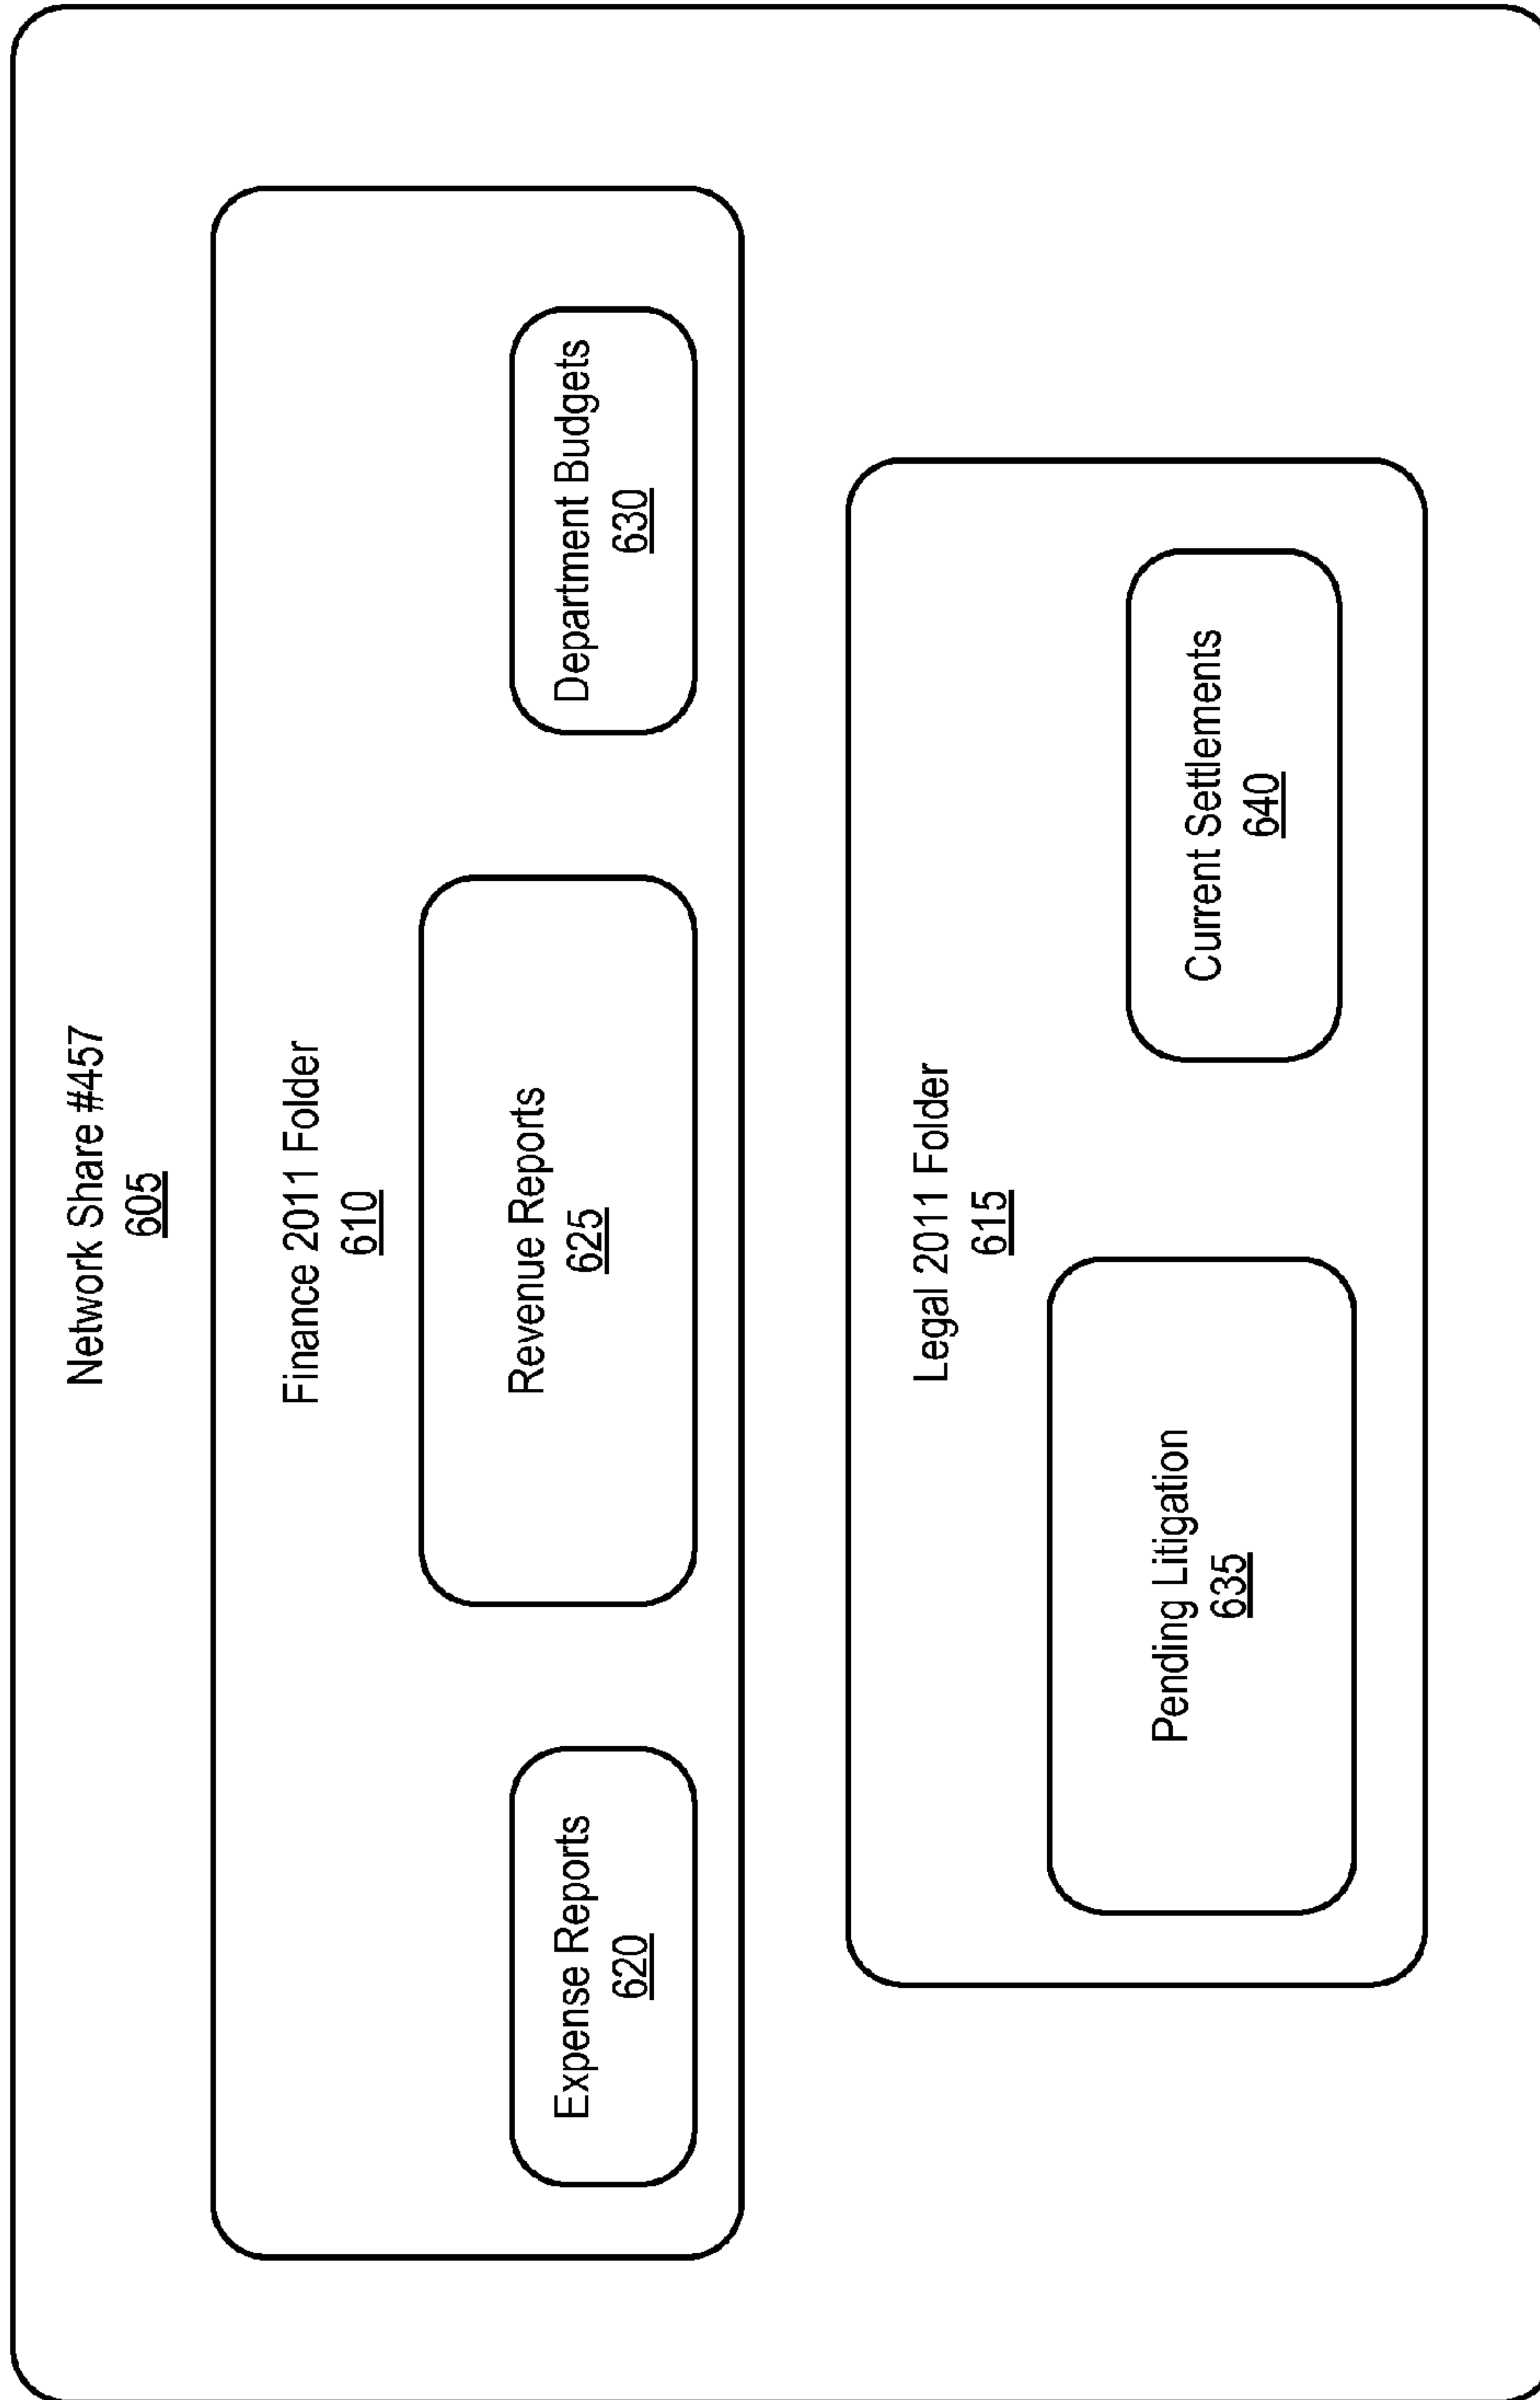 Network Share #457
605
Finance 2011 Folder
610
Expense Reports
620
Revenue Reports
625
Department Budgets
630
Legal 2011 Folder
615
Pending Litigation
635
Current Settlements
640